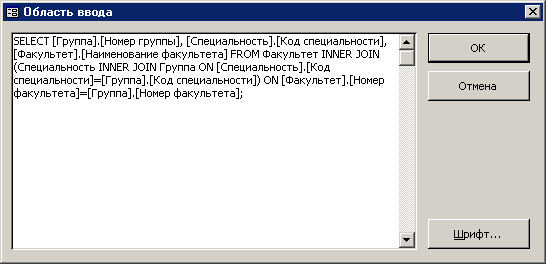 Область ввода
SELECT [Группа].[Номер группы], [Специальность].[Код специальности],
[Факультет].[Наименование факультета] FROM Факультет INNER JOIN
(Специальность INNER JOIN Группа ON [Специальность].[Код
специальности]=[Группа].[Код специальности]) ON [Факультет].[Номер
факультета]=[Группа].[Номер факультета];
OK
Отмена
Шрифт...